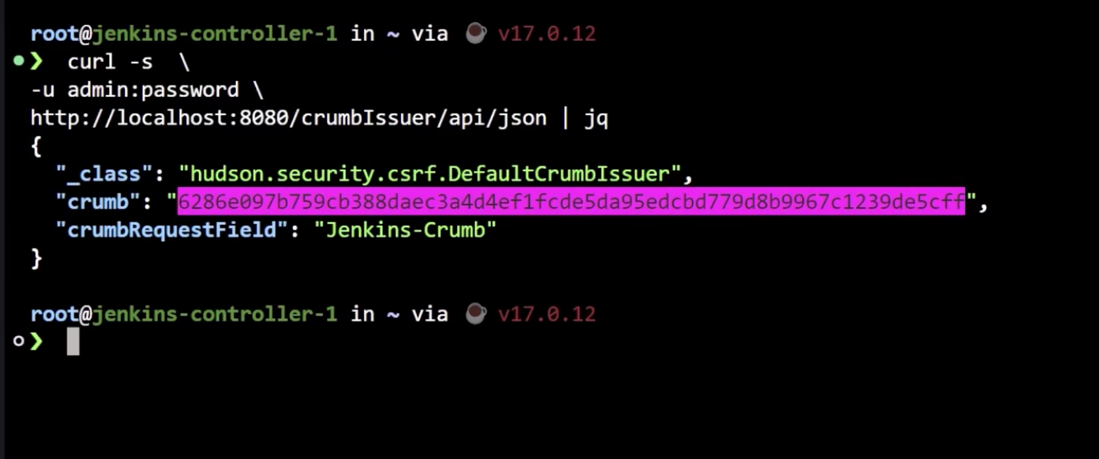 root@jenkins-controller-1 in ~ via ☕ v17.0.12
❯ curl -s \
-u admin:password \
http://localhost:8080/crumbIssuer/api/json | jq
{
  "_class": "hudson.security.csrf.DefaultCrumbIssuer",
  "crumb": "6286e097b759cb388daec3a4d4ef1fcde5da95edcbd779d8b9967c1239de5cff",
  "crumbRequestField": "Jenkins-Crumb"
}
root@jenkins-controller-1 in ~ via ☕ v17.0.12
❯